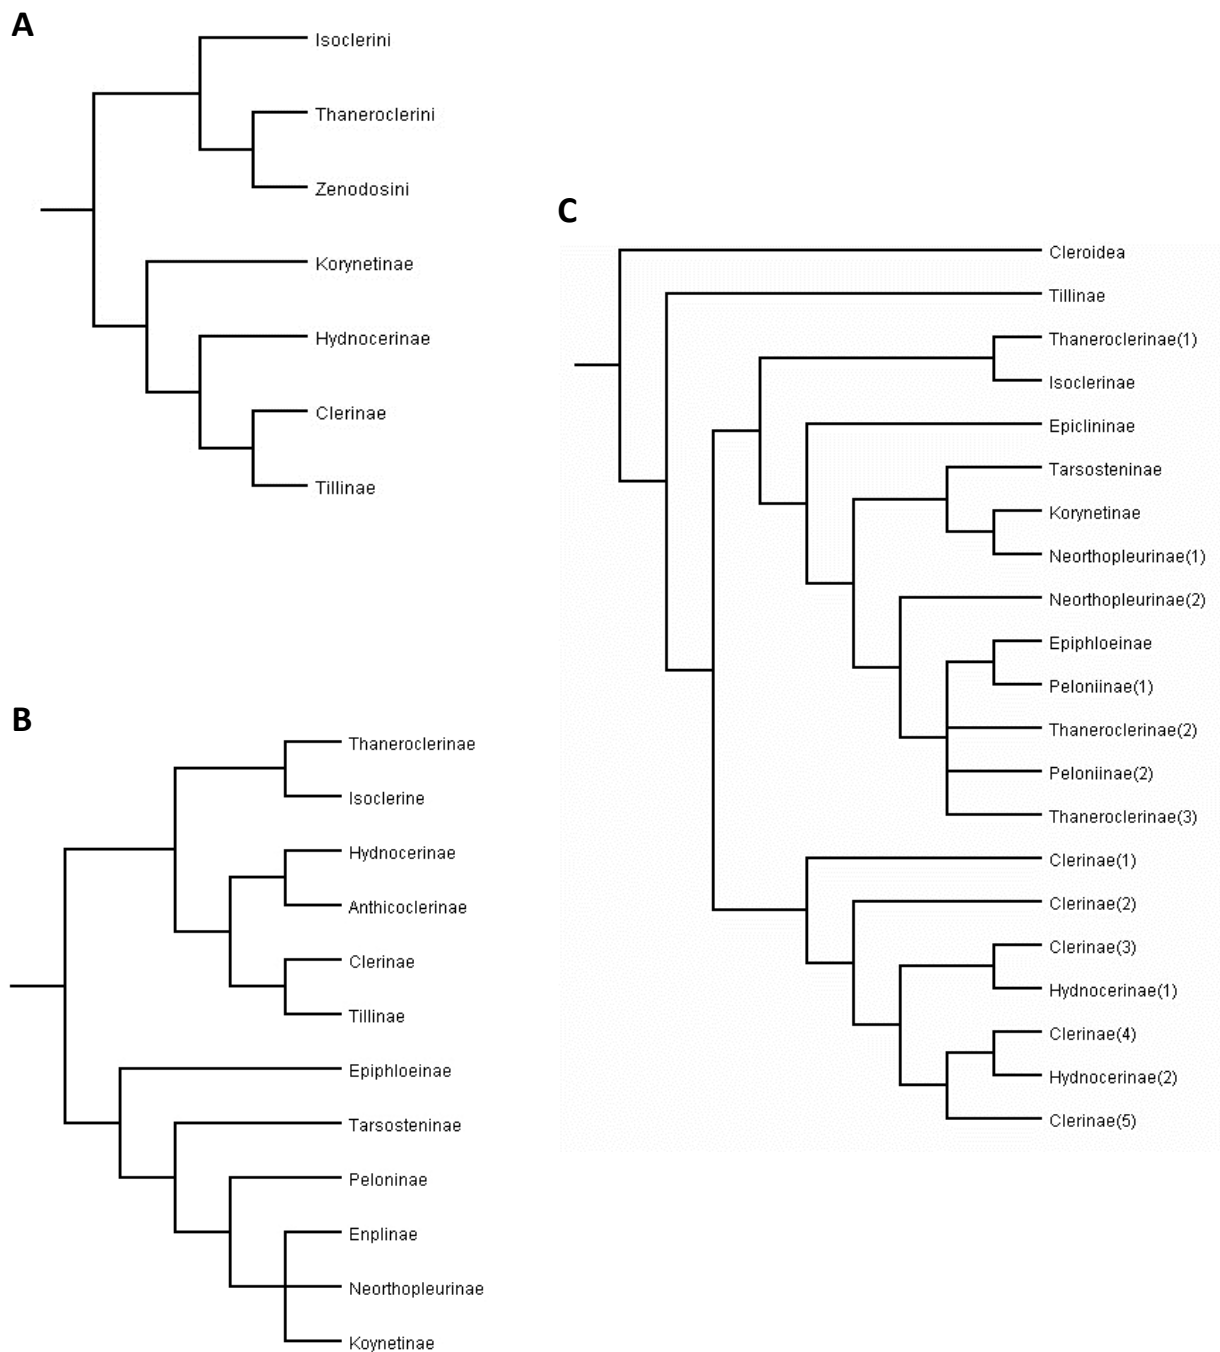 A
Isoclerini
Thaneroclerini
Zenodosini
Korynetinae
Hydnocerinae
Clerinae
Tillinae
B
Thaneroclerinae
Isoclerine
Hydnocerinae
Anthicoclerinae
Clerinae
Tillinae
Epiphloeinae
Tarsosteninae
Peloninae
Enplinae
Neorthopleurinae
Koynetinae
C
Cleroidea
Tillinae
Thaneroclerinae(1)
Isoclerinae
Epiclininae
Tarsosteninae
Korynetinae
Neorthopleurinae(1)
Neorthopleurinae(2)
Epiphloeinae
Peloniinae(1)
Thaneroclerinae(2)
Peloniinae(2)
Thaneroclerinae(3)
Clerinae(1)
Clerinae(2)
Clerinae(3)
Hydnocerinae(1)
Clerinae(4)
Hydnocerinae(2)
Clerinae(5)